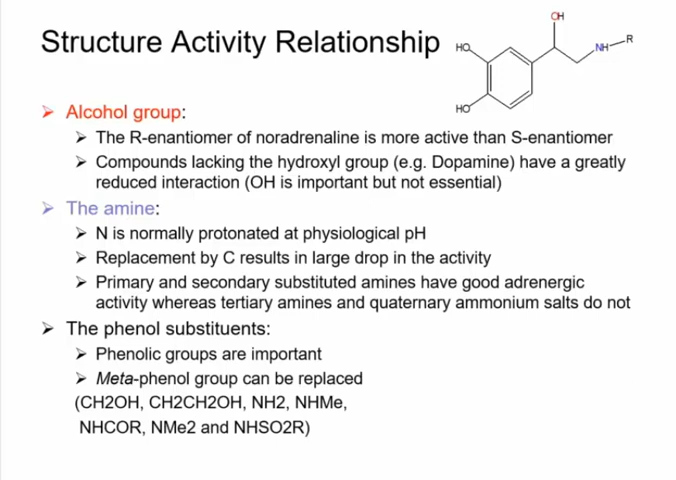 Structure Activity Relationship
OH
HO
NH
R
HO
➢ Alcohol group:
➢ The R-enantiomer of noradrenaline is more active than S-enantiomer
➢ Compounds lacking the hydroxyl group (e.g. Dopamine) have a greatly
reduced interaction (OH is important but not essential)
➢ The amine:
➢ N is normally protonated at physiological pH
➢ Replacement by C results in large drop in the activity
➢ Primary and secondary substituted amines have good adrenergic
activity whereas tertiary amines and quaternary ammonium salts do not
➢ The phenol substituents:
➢ Phenolic groups are important
➢ Meta-phenol group can be replaced
(CH2OH, CH2CH2OH, NH2, NHMe,
NHCOR, NMe2 and NHSO2R)